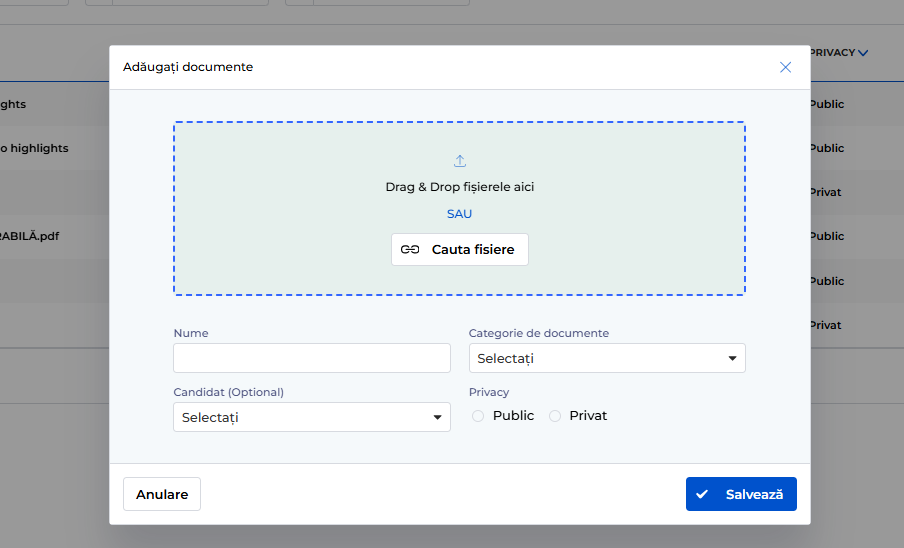 PRIVACY
ghts
Public
o highlights
Public
Privat
RABILĂ.pdf
Public
Public
Privat
Adăugați documente
Drag & Drop fișierele aici
SAU
Cauta fisiere
Nume
Categorie de documente
Selectați
Candidat (Optional)
Privacy
Selectați
Public Privat
Anulare
Salvează